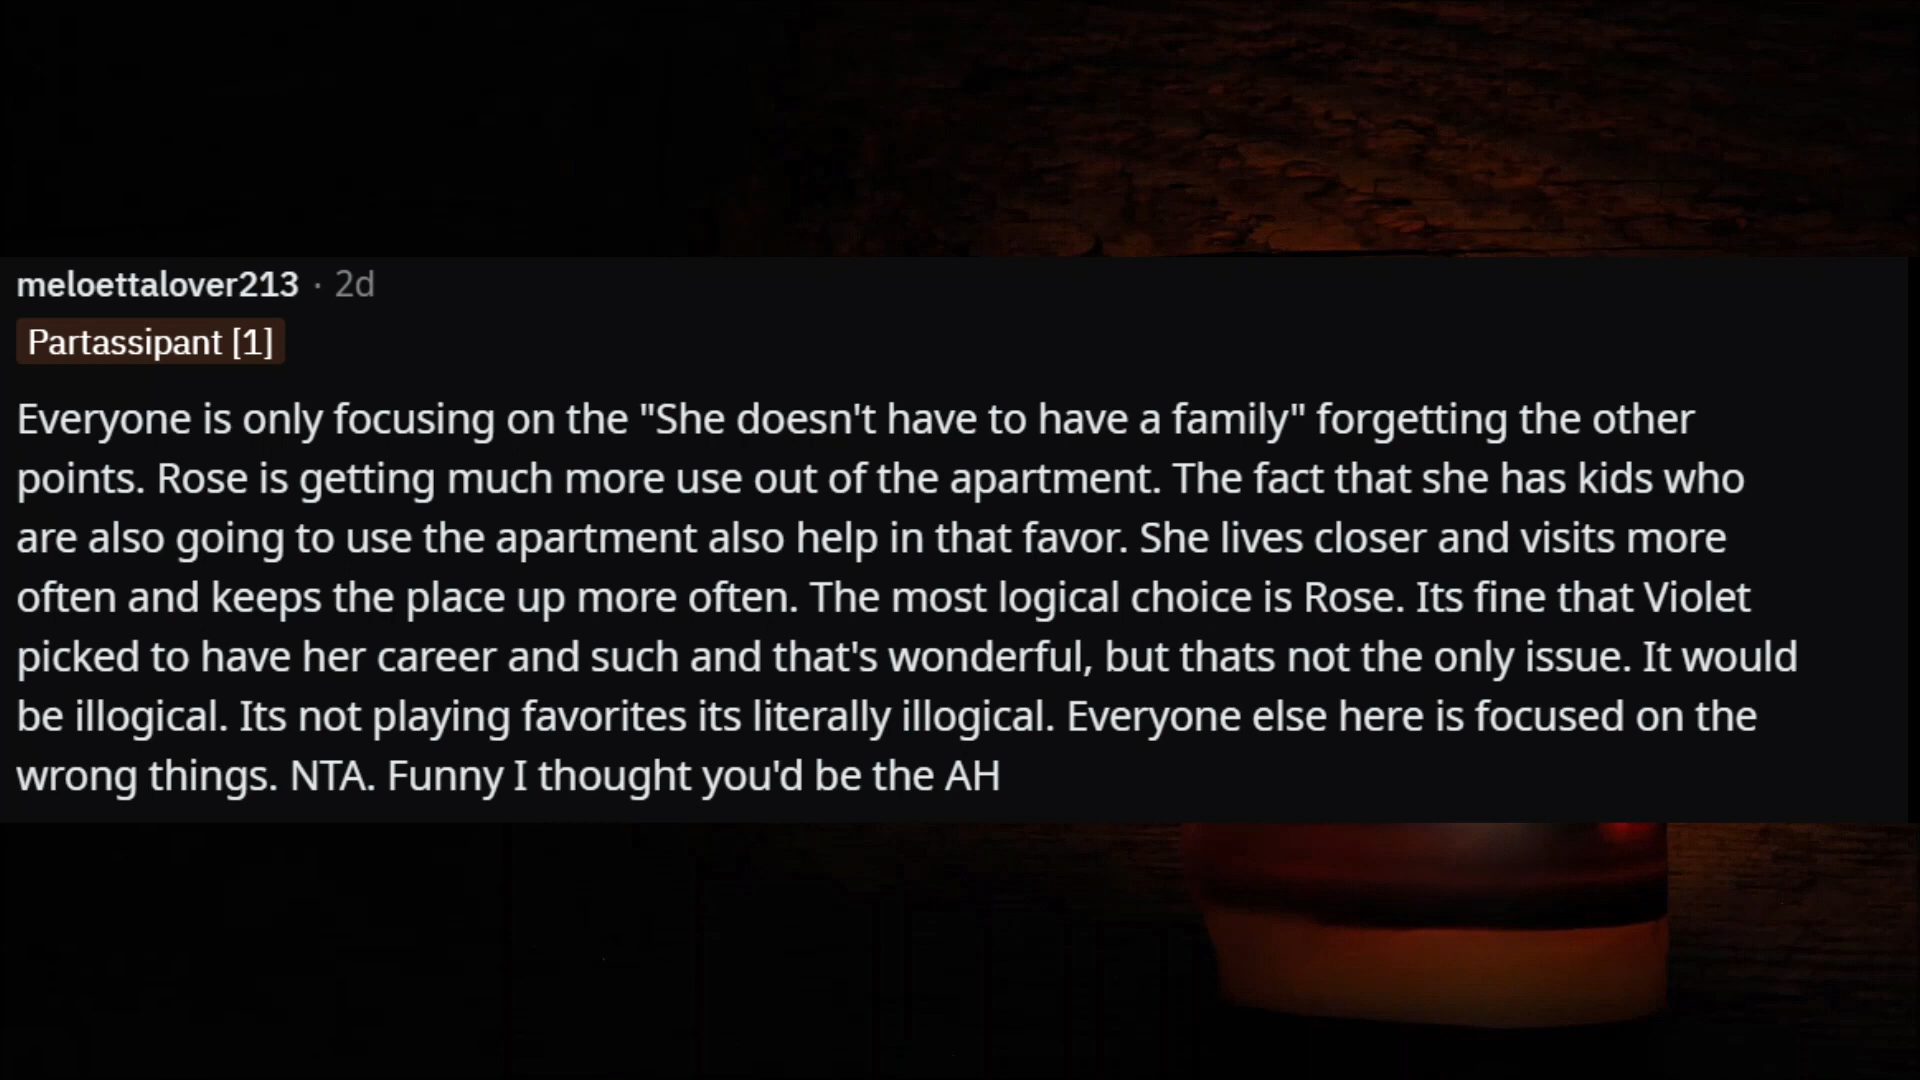 meloettalover213 · 2d
Partassipant [1]
Everyone is only focusing on the "She doesn't have to have a family" forgetting the other
points. Rose is getting much more use out of the apartment. The fact that she has kids who
are also going to use the apartment also help in that favor. She lives closer and visits more
often and keeps the place up more often. The most logical choice is Rose. Its fine that Violet
picked to have her career and such and that's wonderful, but thats not the only issue. It would
be illogical. Its not playing favorites its literally illogical. Everyone else here is focused on the
wrong things. NTA. Funny I thought you'd be the AH